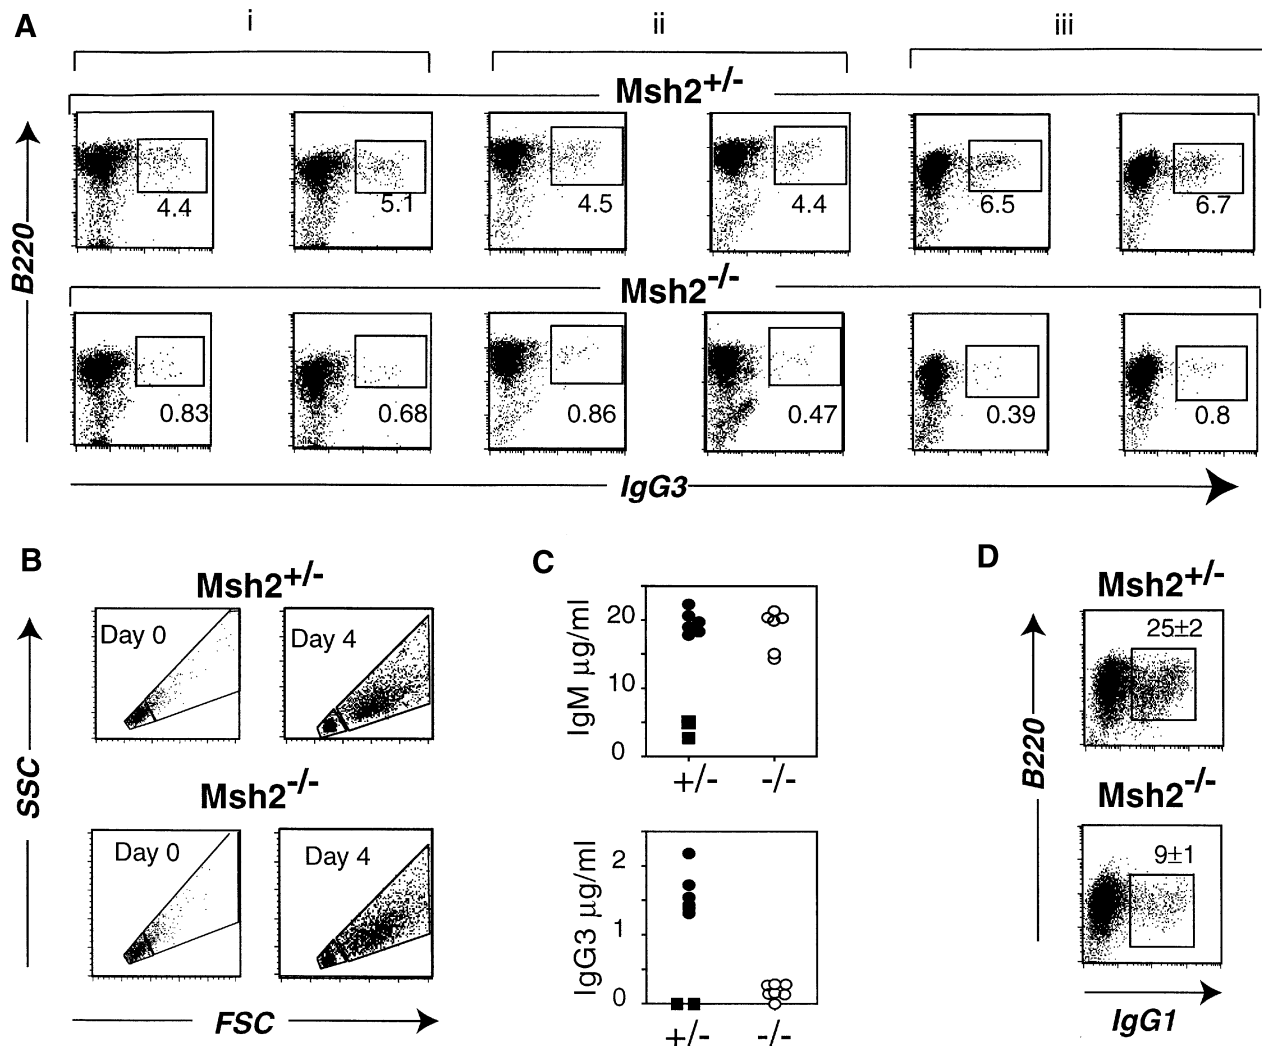 A
i
ii
iii
Msh2+/-
4.4
5.1
4.5
4.4
6.5
6.7
B220
Msh2-/-
0.83
0.68
0.86
0.47
0.39
0.8
IgG3
B
Msh2+/-
Day 0
Day 4
SSC
Msh2-/-
Day 0
Day 4
FSC
C
IgM μg/ml
20
10
0
+/-
-/-
IgG3 μg/ml
2
1
0
+/-
-/-
D
Msh2+/-
25±2
B220
Msh2-/-
9±1
IgG1